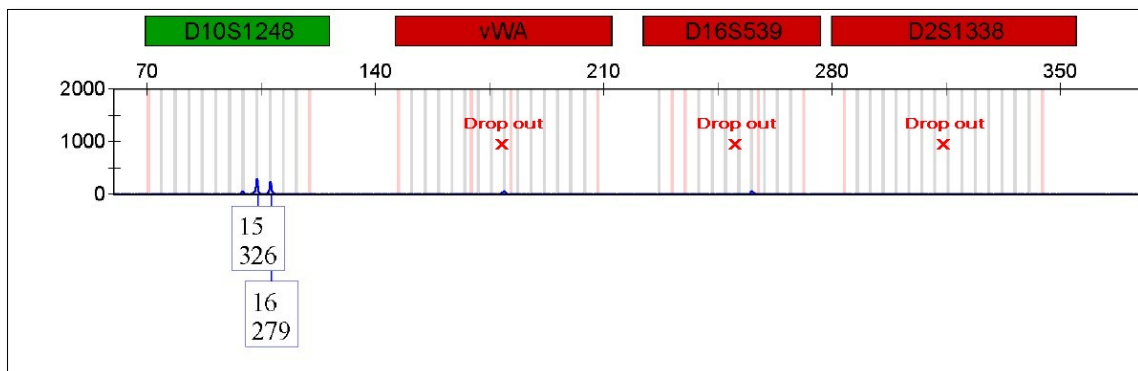 D10S1248 vWA D16S539 D2S1338
70 140 210 280 350
2000
1000
0
Drop out Drop out Drop out
X X X
15
326
16
279